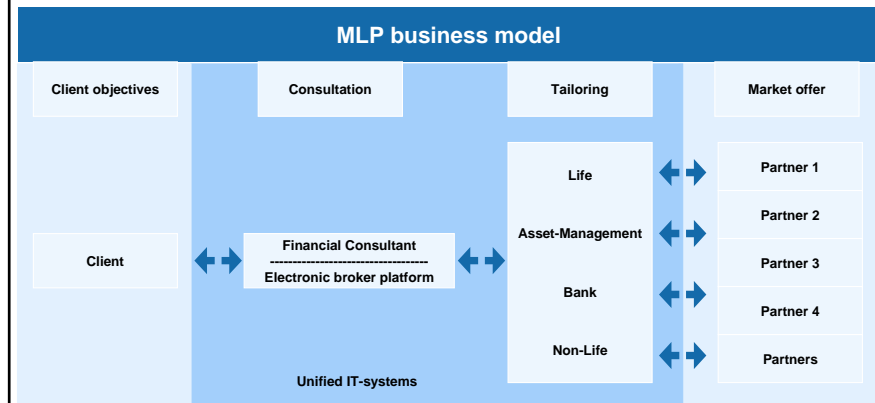 MLP business model
Client objectives
Consultation
Tailoring
Market offer
Client
Financial Consultant
-----------------------------------
Electronic broker platform
Life
Asset-Management
Bank
Non-Life
Partner 1
Partner 2
Partner 3
Partner 4
Partners
Unified IT-systems